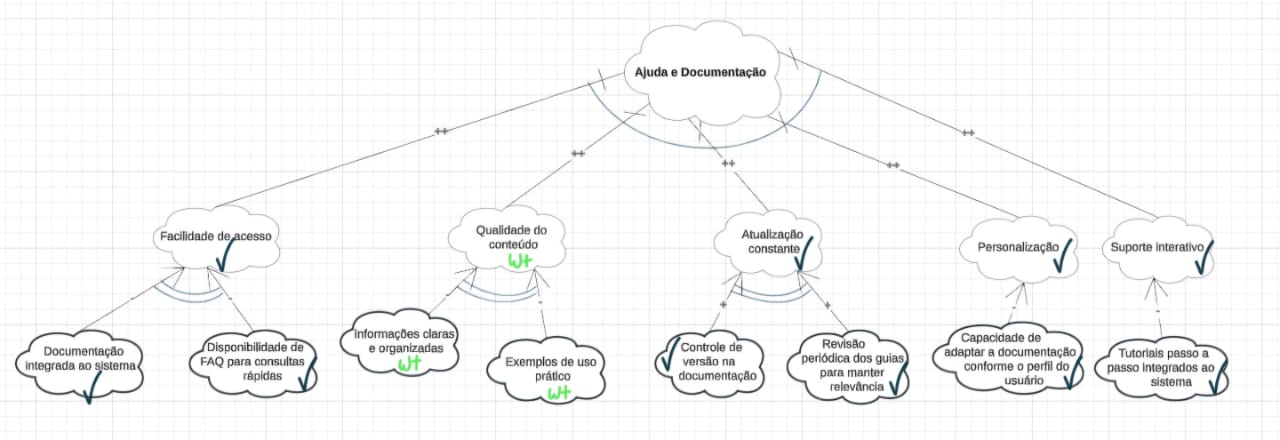 Ajuda e Documentação
++
++
++
++
++
Facilidade de acesso
Qualidade do
conteúdo
W+
Atualização
constante
Personalização
Suporte interativo
-
-
-
-
+
+
-
-
Documentação
integrada ao sistema
Disponibilidade de
FAQ para consultas
rápidas
Informações claras
e organizadas
W+
Exemplos de uso
prático
W+
Controle de
versão na
documentação
Revisão
periódica dos guias
para manter
relevância
Capacidade de
adaptar a documentação
conforme o perfil do
usuário
Tutoriais passo a
passo integrados ao
sistema